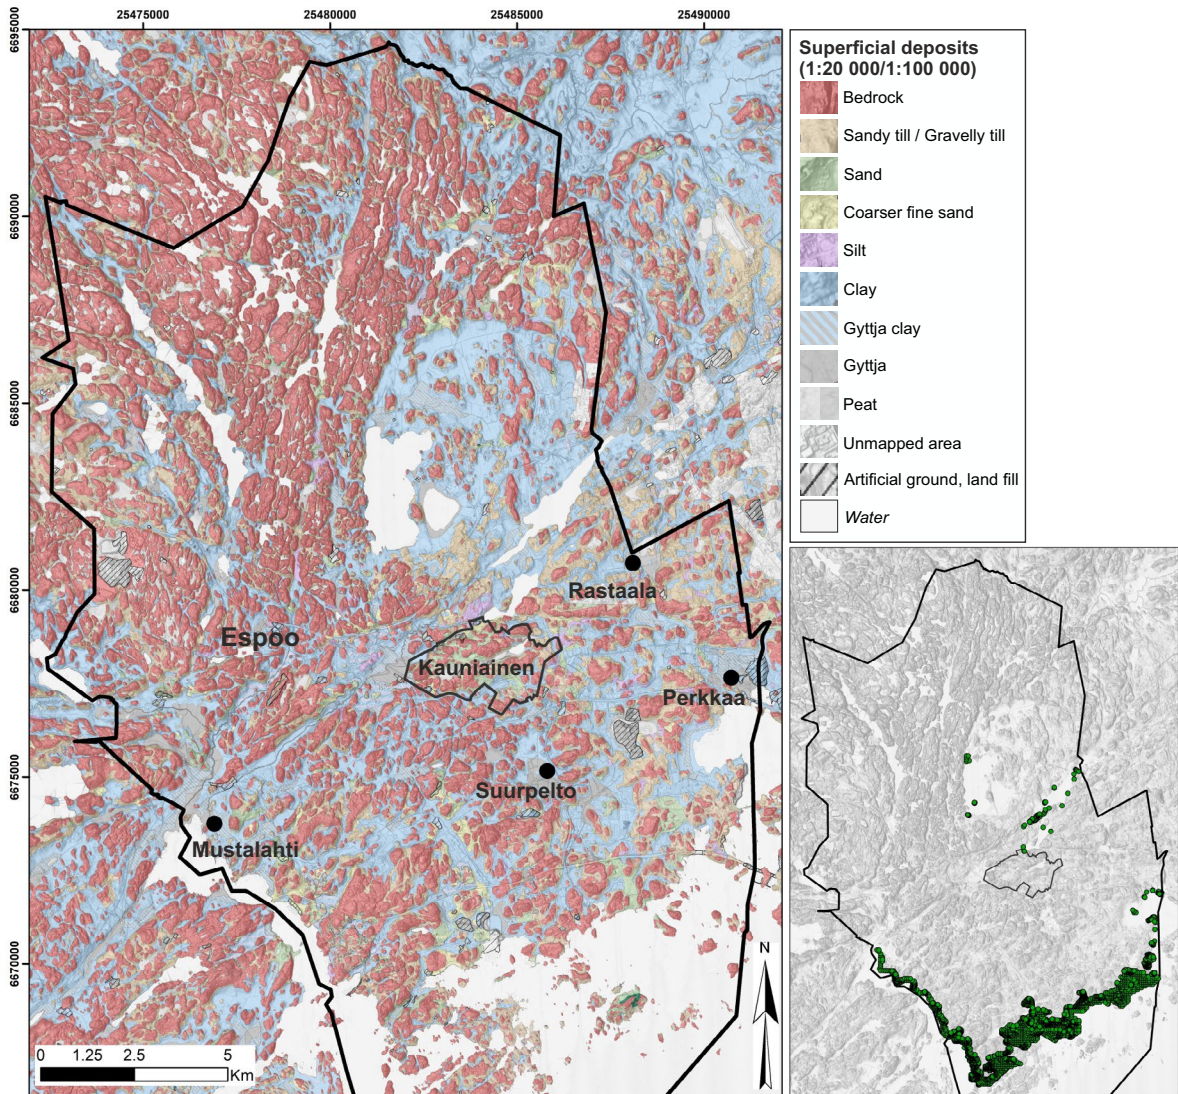 25475000 25480000 25485000 25490000
6695000
6690000
6685000
6680000
6675000
6670000
Rastaala
Espoo
Kauniainen
Perkkaa
Suurpelto
Mustalahti
N
0 1.25 2.5 5
Km
Superficial deposits
(1:20 000/1:100 000)
Bedrock
Sandy till / Gravelly till
Sand
Coarser fine sand
Silt
Clay
Gyttja clay
Gyttja
Peat
Unmapped area
Artificial ground, land fill
Water